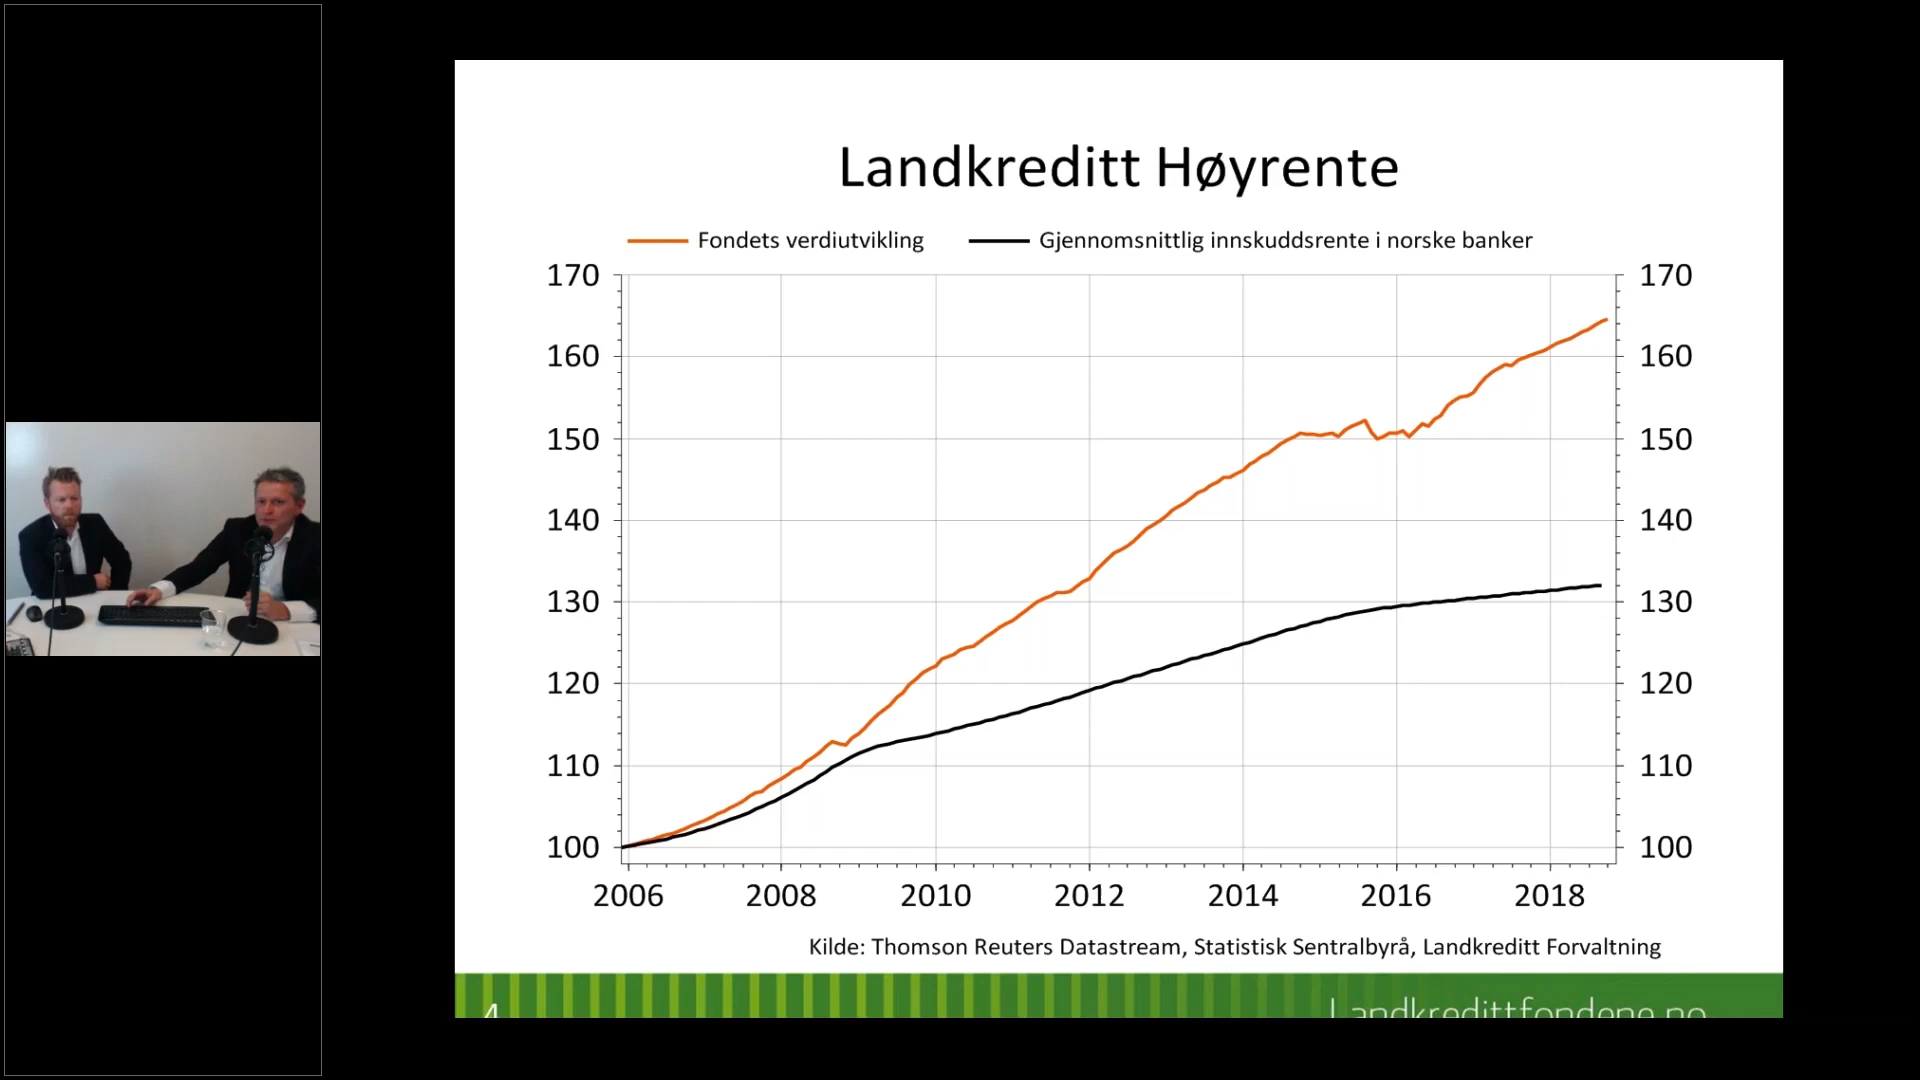 Landkreditt Høyrente
Fondets verdiutvikling Gjennomsnittlig innskuddsrente i norske banker
170 170
160 160
150 150
140 140
130 130
120 120
110 110
100 100
2006 2008 2010 2012 2014 2016 2018
Kilde: Thomson Reuters Datastream, Statistisk Sentralbyrå, Landkreditt Forvaltning
4 Landkredittfondene.no